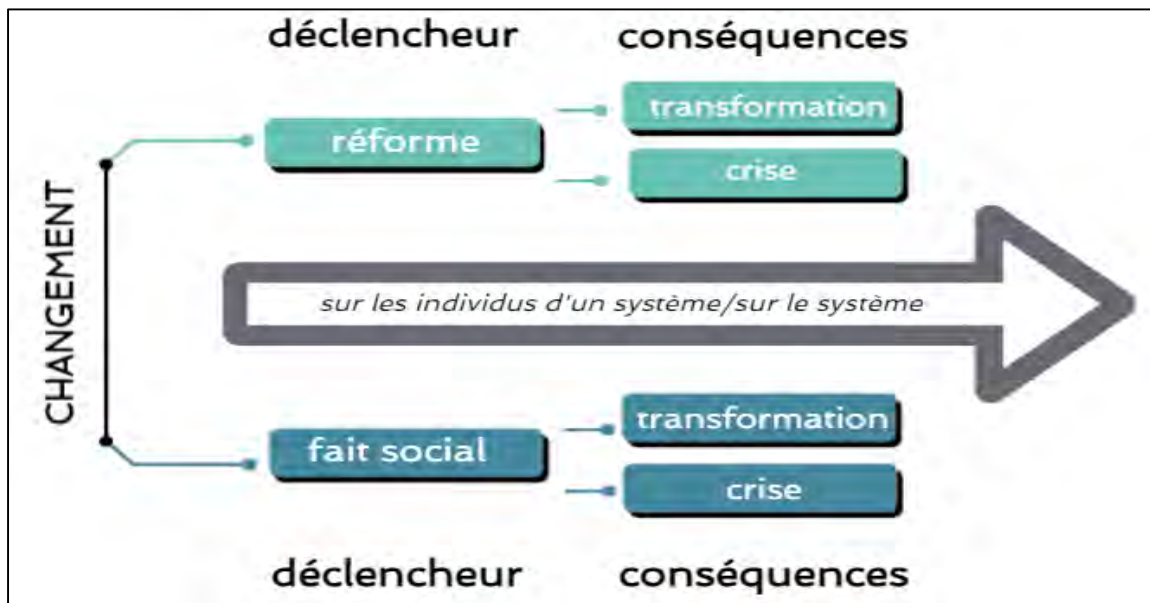 déclencheur
conséquences
transformation
réforme
crise
CHANGEMENT
sur les individus d'un système/sur le système
transformation
fait social
crise
déclencheur
conséquences